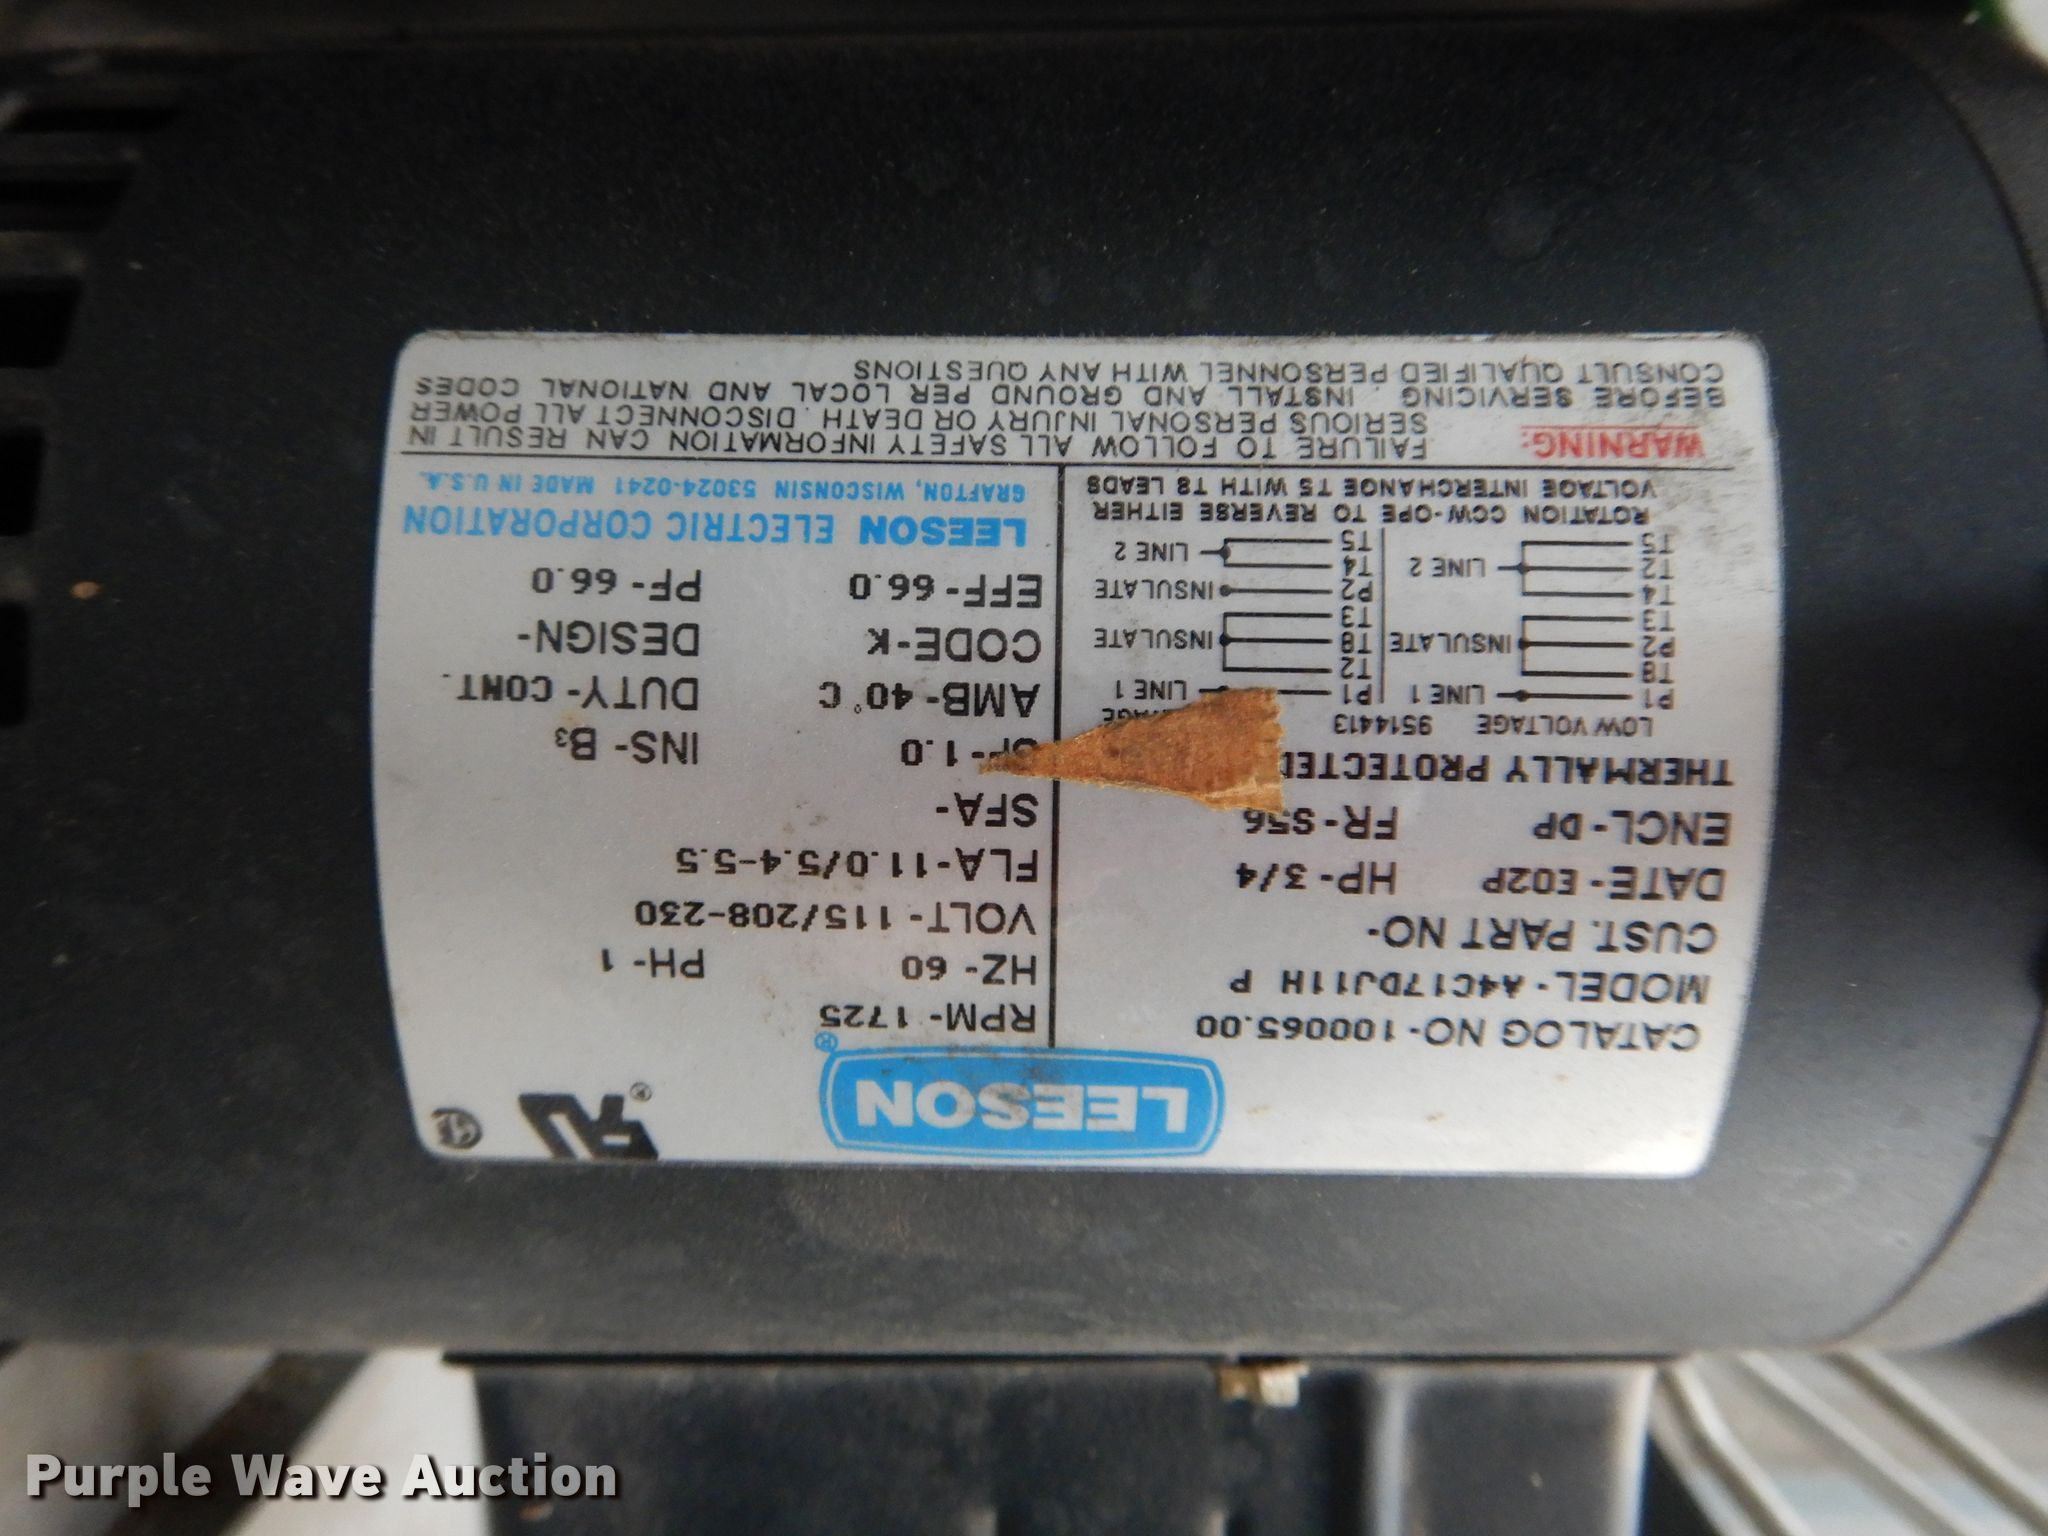 LEESON®
CATALOG NO-100065.00
MODEL- A4C17DJ11H P
CUST. PART NO-
DATE- E02P HP- 3/4
ENCL- DP FR- S56
THERMALLY PROTECTED
LOW VOLTAGE 9514413
P1 LINE 1 P1 LINE 1
T8 T2
P2 INSULATE T8 INSULATE
T3 T3
T4 P2 INSULATE
T2 LINE 2 T4 LINE 2
T5 T5
ROTATION CCW-OPE TO REVERSE EITHER
VOLTAGE INTERCHANGE T5 WITH T8 LEADS
RPM- 1725
HZ- 60 PH- 1
VOLT- 115/208-230
FLA-11.0/5.4-5.5
SFA-
SF-1.0 INS- B3
AMB- 40°C DUTY- CONT.
CODE-K DESIGN-
EFF- 66.0 PF- 66.0
LEESON ELECTRIC CORPORATION
GRAFTON, WISCONSIN 53024-0241 MADE IN U.S.A.
WARNING: FAILURE TO FOLLOW ALL SAFETY INFORMATION CAN RESULT IN
SERIOUS PERSONAL INJURY OR DEATH. DISCONNECT ALL POWER
BEFORE SERVICING. INSTALL AND GROUND PER LOCAL AND NATIONAL CODES
CONSULT QUALIFIED PERSONNEL WITH ANY QUESTIONS
Purple Wave Auction